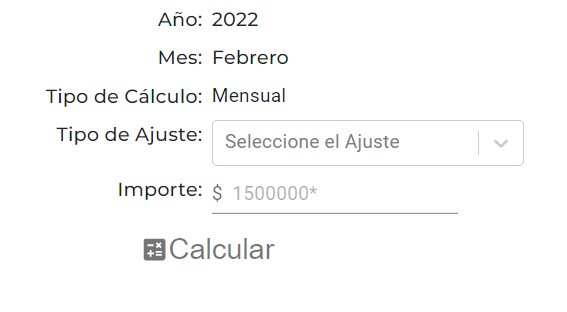 Año: 2022
Mes: Febrero
Tipo de Cálculo: Mensual
Tipo de Ajuste: Seleccione el Ajuste
Importe: $ 1500000*
Calcular